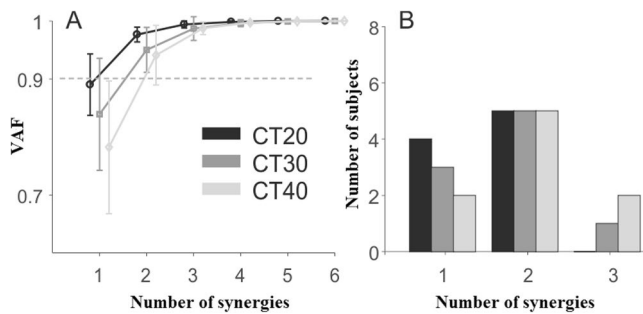 A
VAF
1
0.9
0.7
CT20
CT30
CT40
1 2 3 4 5 6
Number of synergies
B
Number of subjects
8
6
4
2
0
1 2 3
Number of synergies